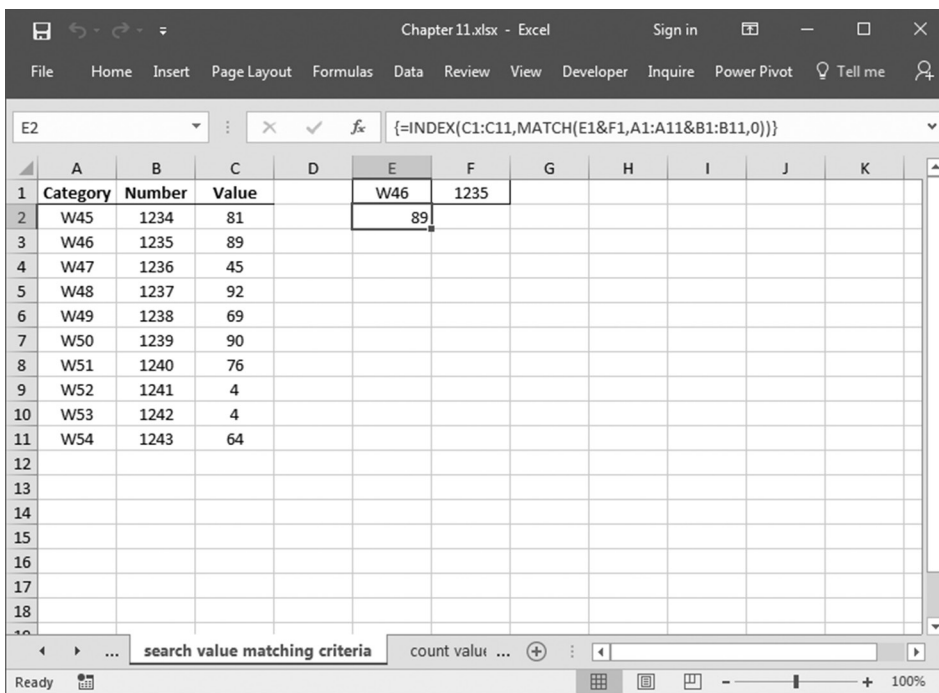 Chapter 11.xlsx - Excel Sign in
File Home Insert Page Layout Formulas Data Review View Developer Inquire Power Pivot Tell me
E2 fx {=INDEX(C1:C11,MATCH(E1&F1,A1:A11&B1:B11,0))}
A B C D E F G H I J K
1 Category Number Value W46 1235
2 W45 1234 81 89
3 W46 1235 89
4 W47 1236 45
5 W48 1237 92
6 W49 1238 69
7 W50 1239 90
8 W51 1240 76
9 W52 1241 4
10 W53 1242 4
11 W54 1243 64
12
13
14
15
16
17
18
... search value matching criteria count value ...
Ready 100%